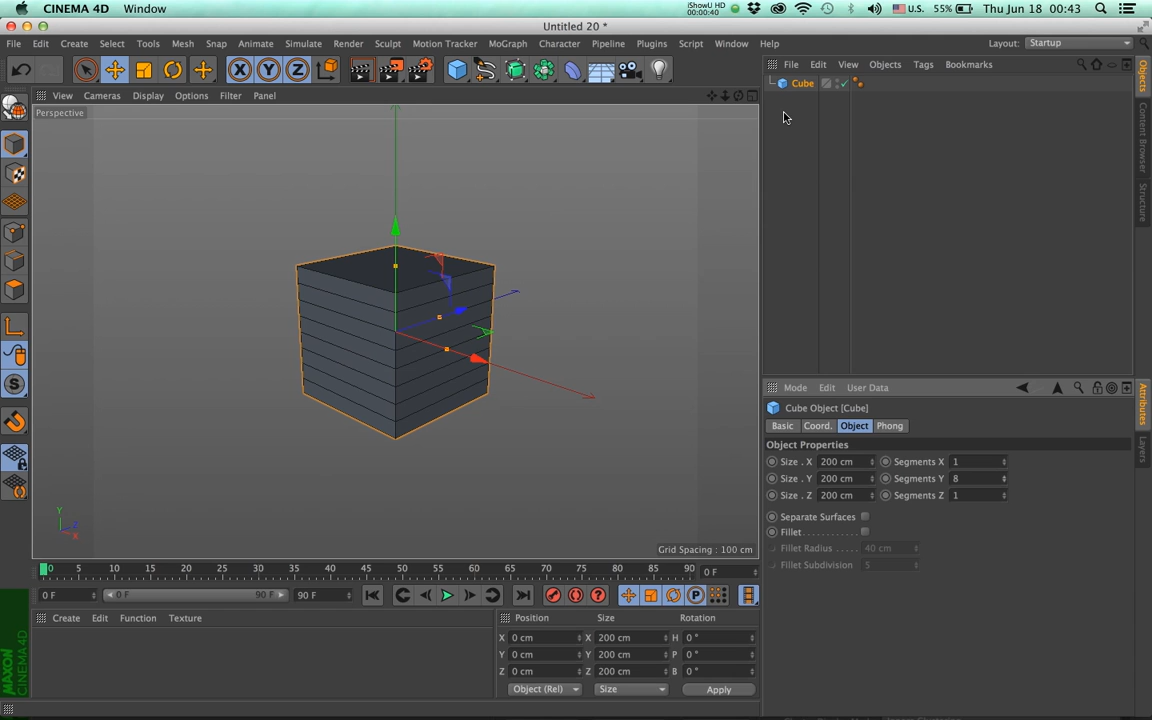 CINEMA 4D Window
iShowU HD
00:00:40
U.S. 55% Thu Jun 18 00:43
Untitled 20 *
File Edit Create Select Tools Mesh Snap Animate Simulate Render Sculpt Motion Tracker MoGraph Character Pipeline Plugins Script Window Help Layout: Startup
File Edit View Objects Tags Bookmarks
Objects
Content Browser
Structure
Cube
View Cameras Display Options Filter Panel
Perspective
Y
Z
X
Grid Spacing : 100 cm
Mode Edit User Data
Attributes
Layers
Cube Object [Cube]
Basic Coord. Object Phong
Object Properties
Size . X 200 cm Segments X 1
Size . Y 200 cm Segments Y 8
Size . Z 200 cm Segments Z 1
Separate Surfaces
Fillet
Fillet Radius 40 cm
Fillet Subdivision 5
0 5 10 15 20 25 30 35 40 45 50 55 60 65 70 75 80 85 90 0 F
0 F 0 F 90 F 90 F
Create Edit Function Texture
Position Size Rotation
X 0 cm X 200 cm H 0 °
Y 0 cm Y 200 cm P 0 °
Z 0 cm Z 200 cm B 0 °
Object (Rel) Size Apply
MAXON
CINEMA 4D